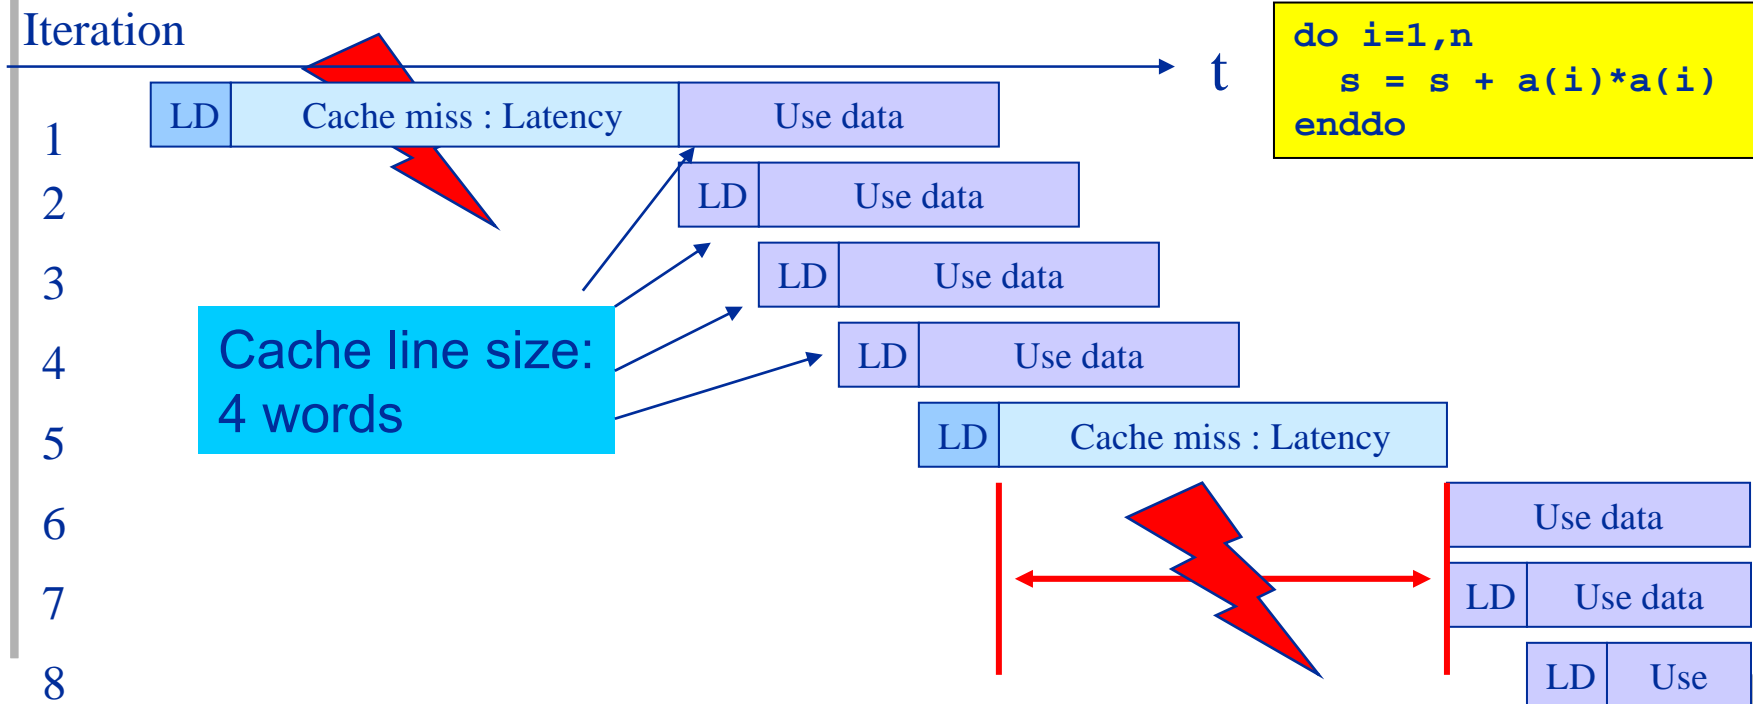 Iteration
t
do i=1,n
s = s + a(i)*a(i)
enddo
1
LD
Cache miss : Latency
Use data
2
LD
Use data
3
LD
Use data
Cache line size:
4 words
4
LD
Use data
5
LD
Cache miss : Latency
6
Use data
7
LD
Use data
8
LD
Use